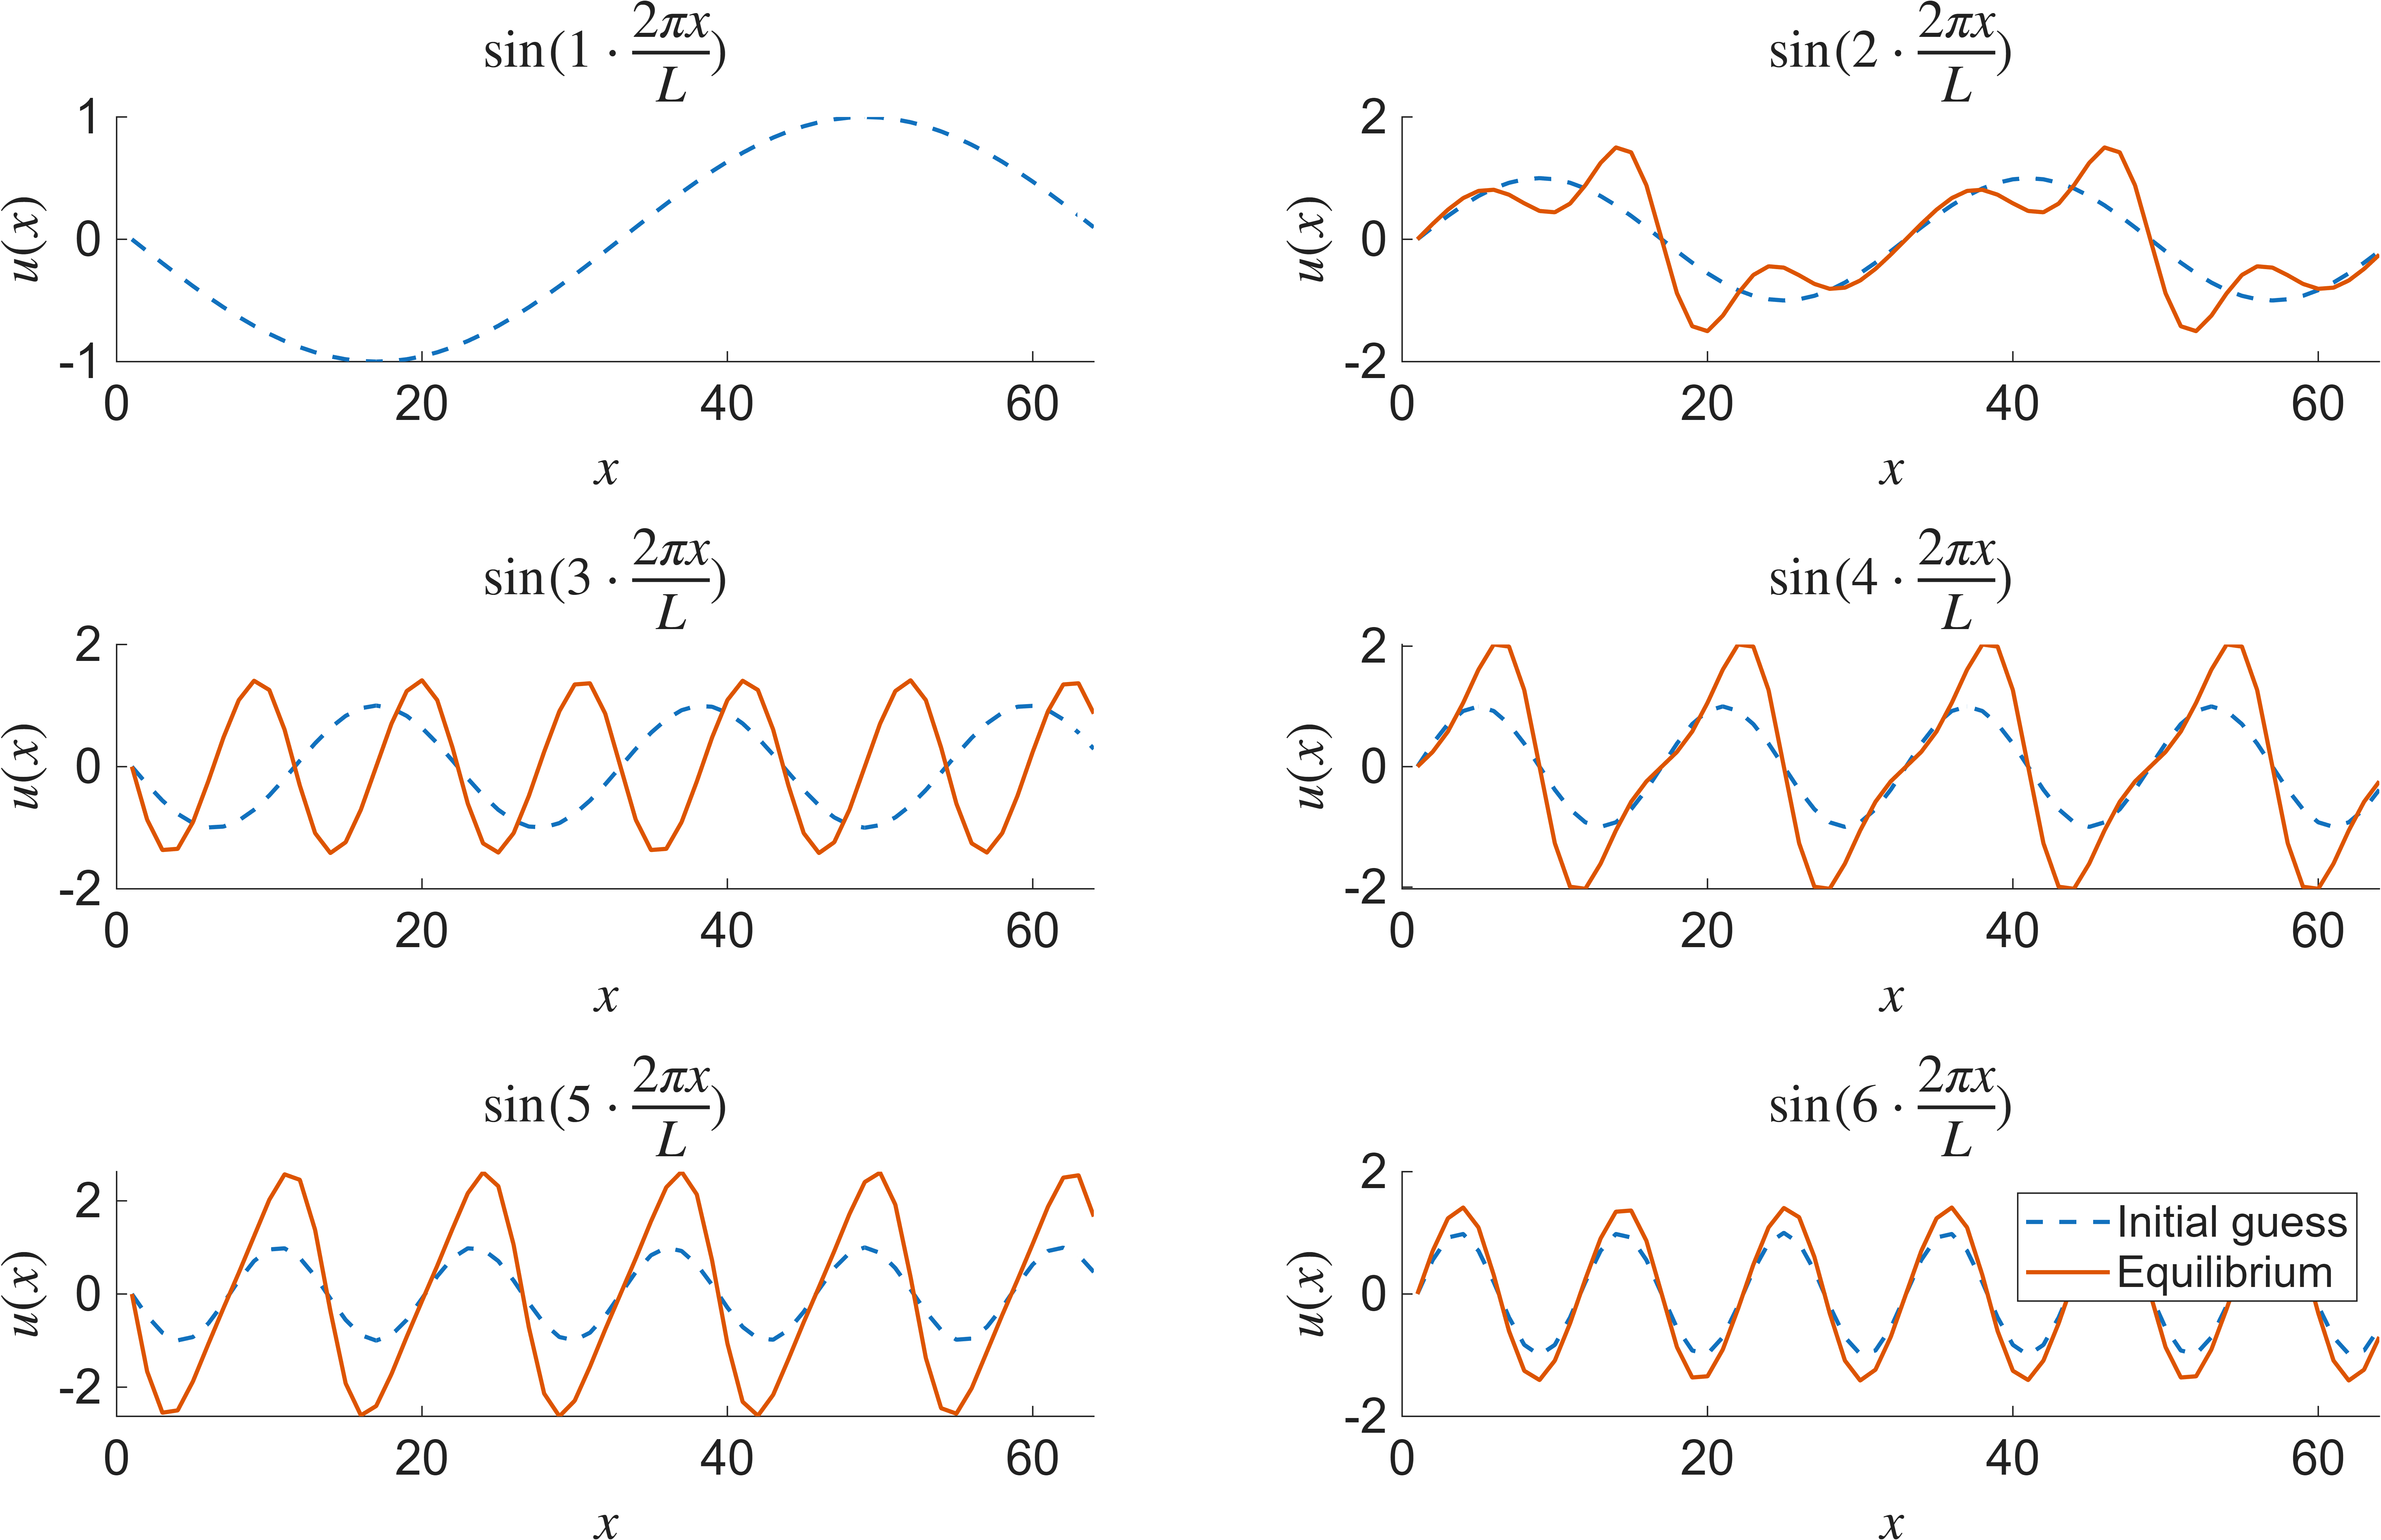 sin(1 · 2πx/L)
u(x)
1
0
-1
0 20 40 60
x
sin(2 · 2πx/L)
u(x)
2
0
-2
0 20 40 60
x
sin(3 · 2πx/L)
u(x)
2
0
-2
0 20 40 60
x
sin(4 · 2πx/L)
u(x)
2
0
-2
0 20 40 60
x
sin(5 · 2πx/L)
u(x)
2
0
-2
0 20 40 60
x
sin(6 · 2πx/L)
u(x)
2
0
-2
Initial guess
Equilibrium
0 20 40 60
x